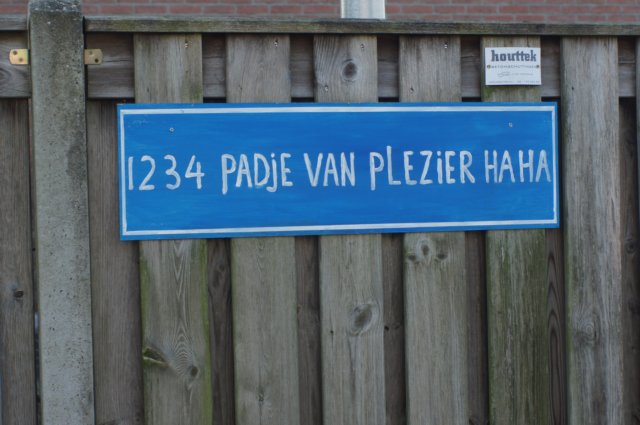 houttek
1234 PADjE VAN PLEZiER HAHA